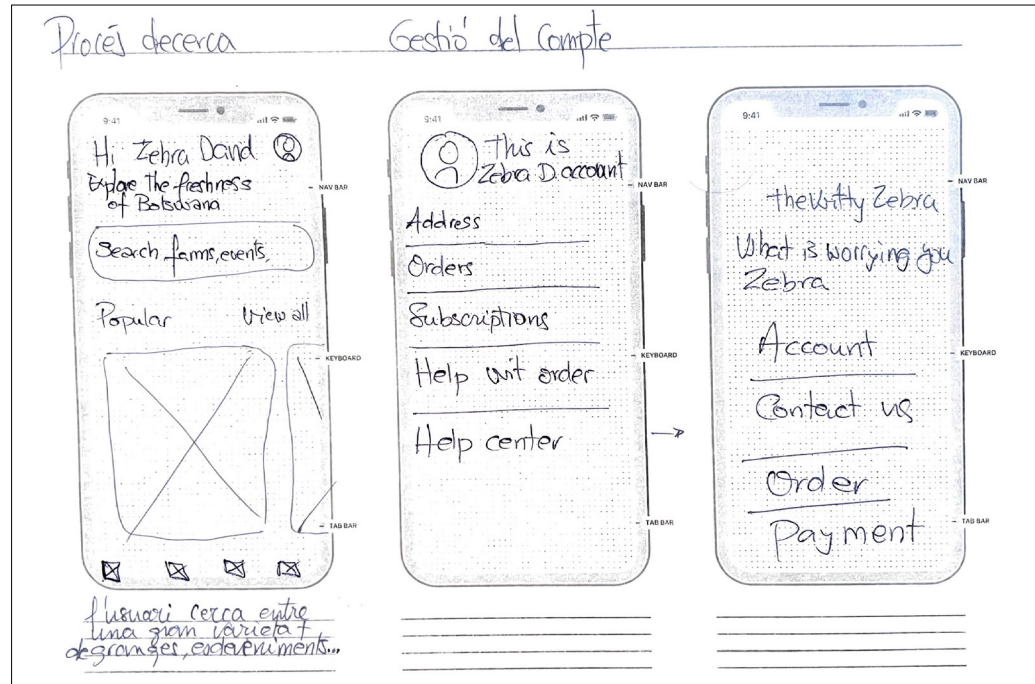 Procés de cerca
Gestió del Compte
9:41
Hi Zebra David
Explore The freshness
of Botswana
Search farms, events,
Popular
View all
NAV BAR
KEYBOARD
TAB BAR
l'usuari cerca entre
una gran varietat
de granges, esdeveniments...
9:41
This is
Zebra D. account
Address
Orders
Subscriptions
Help wit order
Help center
NAV BAR
KEYBOARD
TAB BAR
9:41
the Witty Zebra
What is worrying you
Zebra
Account
Contact us
Order
Payment
NAV BAR
KEYBOARD
TAB BAR